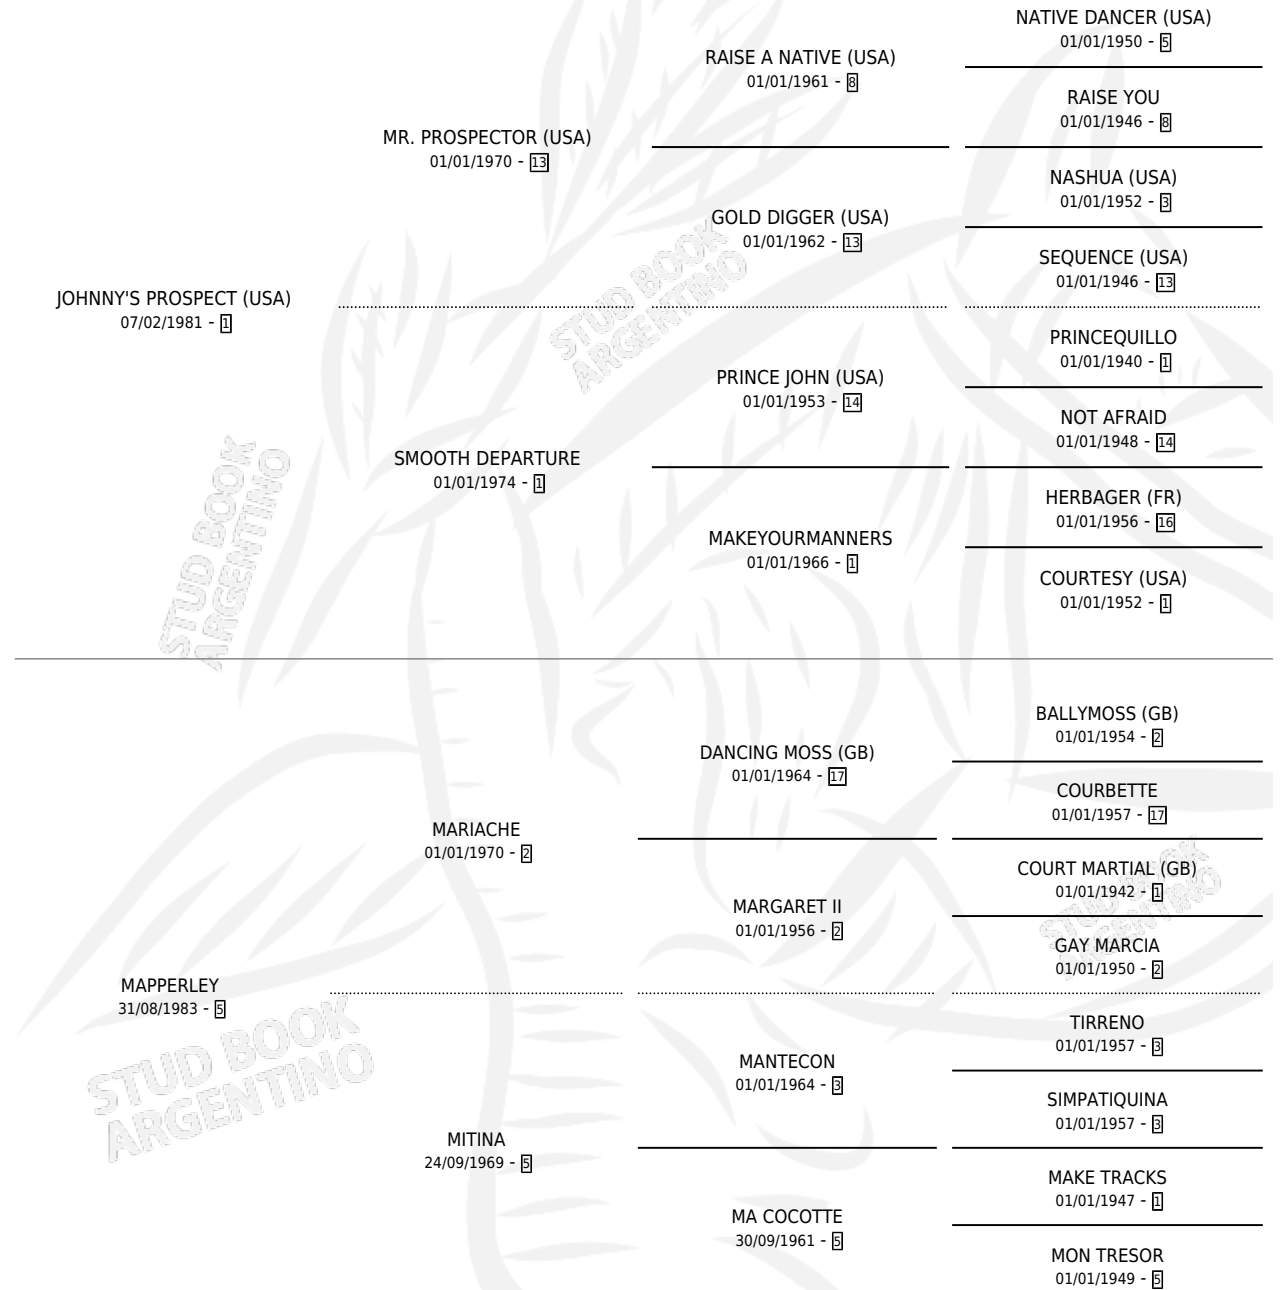 NATIVE DANCER (USA)
01/01/1950 - 5
RAISE A NATIVE (USA)
01/01/1961 - 8
RAISE YOU
01/01/1946 - 8
MR. PROSPECTOR (USA)
01/01/1970 - 13
NASHUA (USA)
01/01/1952 - 3
GOLD DIGGER (USA)
01/01/1962 - 13
SEQUENCE (USA)
01/01/1946 - 13
JOHNNY'S PROSPECT (USA)
07/02/1981 - 1
PRINCEQUILLO
01/01/1940 - 1
PRINCE JOHN (USA)
01/01/1953 - 14
NOT AFRAID
01/01/1948 - 14
SMOOTH DEPARTURE
01/01/1974 - 1
HERBAGER (FR)
01/01/1956 - 16
MAKEYOURMANNERS
01/01/1966 - 1
COURTESY (USA)
01/01/1952 - 1
BALLYMOSS (GB)
01/01/1954 - 2
DANCING MOSS (GB)
01/01/1964 - 17
COURBETTE
01/01/1957 - 17
MARIACHE
01/01/1970 - 2
COURT MARTIAL (GB)
01/01/1942 - 1
MARGARET II
01/01/1956 - 2
GAY MARCIA
01/01/1950 - 2
MAPPERLEY
31/08/1983 - 5
TIRRENO
01/01/1957 - 3
MANTECON
01/01/1964 - 3
SIMPATIQUINA
01/01/1957 - 3
MITINA
24/09/1969 - 5
MAKE TRACKS
01/01/1947 - 1
MA COCOTTE
30/09/1961 - 5
MON TRESOR
01/01/1949 - 5
STUD BOOK
ARGENTINO
STUD BOOK
ARGENTINO
STUD BOOK
ARGENTINO
STUD BOOK
ARGENTINO